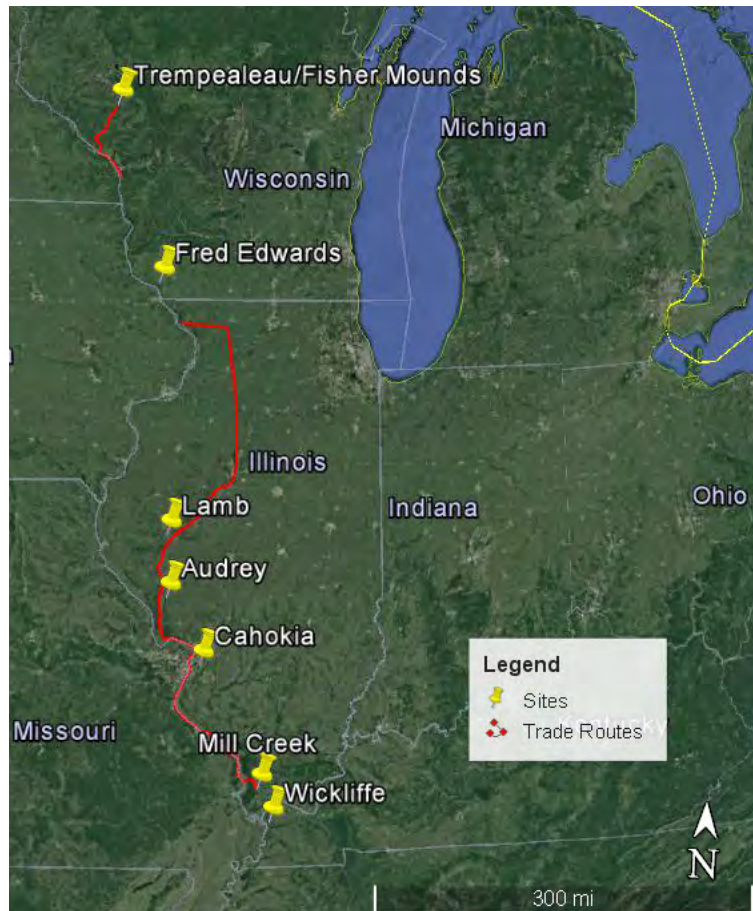 Trempealeau/Fisher Mounds
Michigan
Wisconsin
Fred Edwards
Illinois
Lamb
Indiana
Ohio
Audrey
Cahokia
Legend
Sites
Trade Routes
Kentucky
Missouri
Mill Creek
Wickliffe
N
300 mi